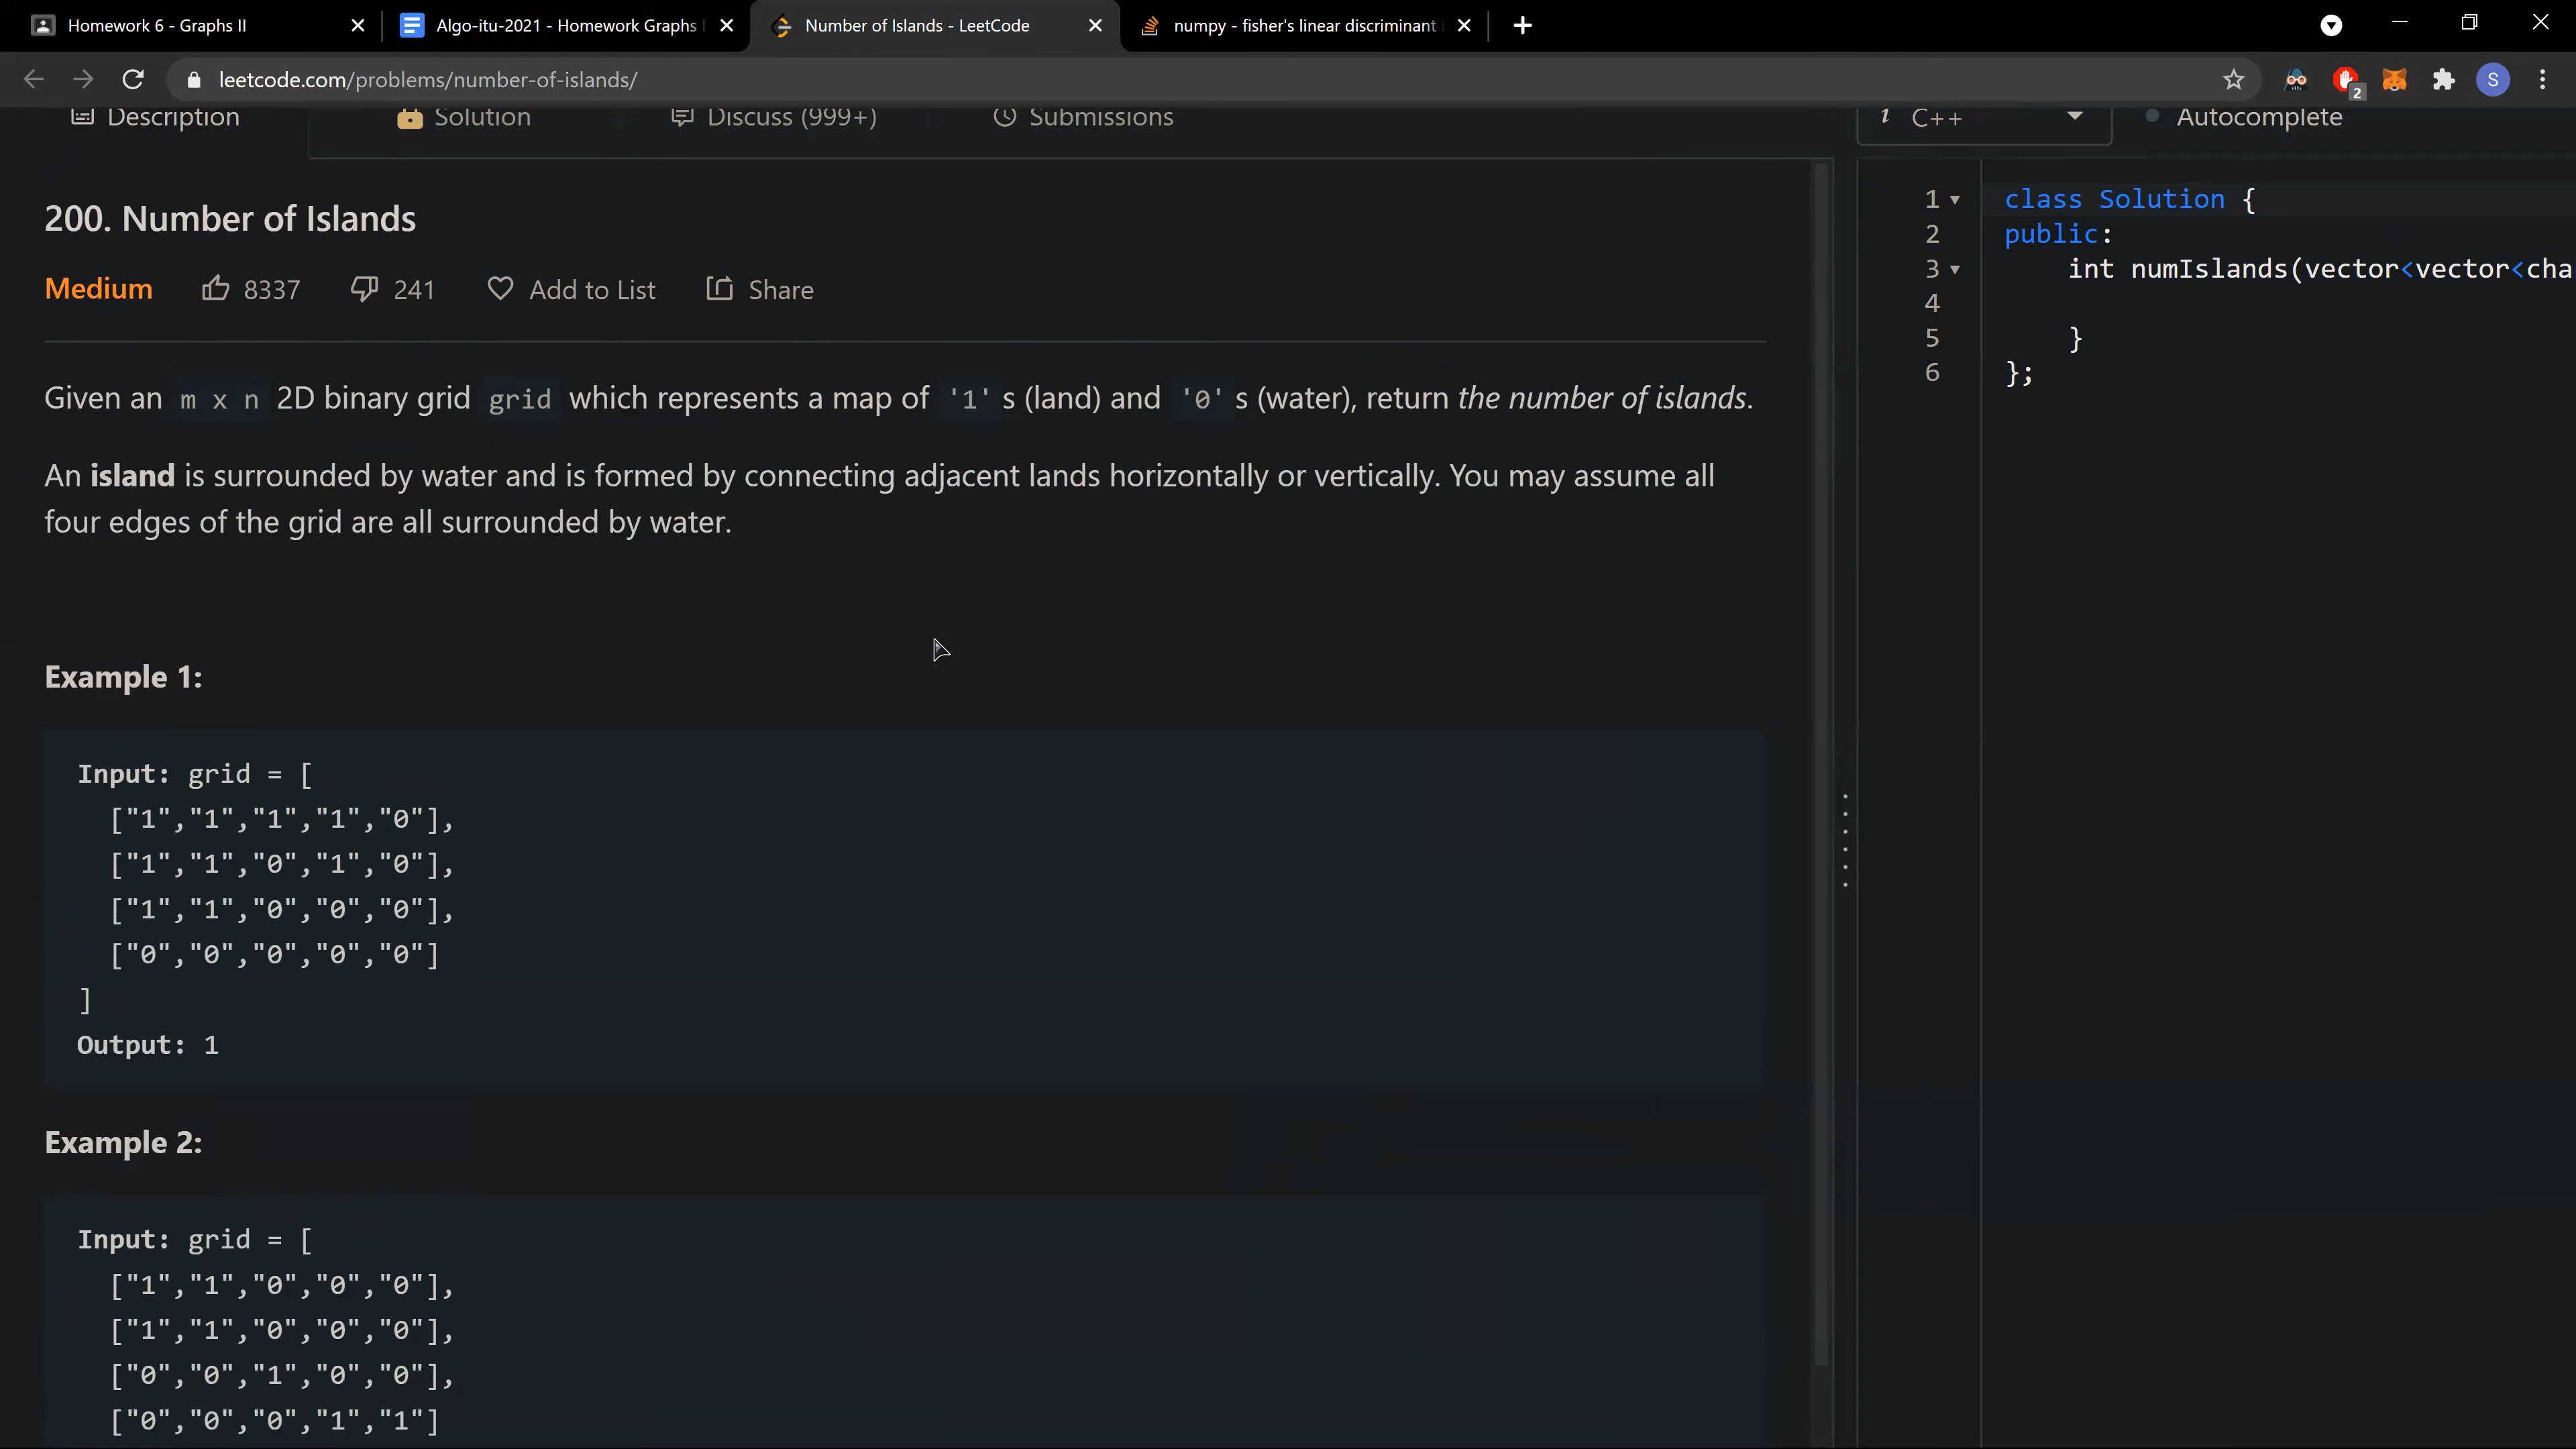 Homework 6 - Graphs II
Algo-itu-2021 - Homework Graphs
Number of Islands - LeetCode
numpy - fisher's linear discriminant
leetcode.com/problems/number-of-islands/
2
S
Description
Solution
Discuss (999+)
Submissions
i C++
Autocomplete
200. Number of Islands
Medium
8337
241
Add to List
Share
Given an m x n 2D binary grid grid which represents a map of '1' s (land) and '0' s (water), return the number of islands.
An island is surrounded by water and is formed by connecting adjacent lands horizontally or vertically. You may assume all
four edges of the grid are all surrounded by water.
Example 1:
Input: grid = [
["1","1","1","1","0"],
["1","1","0","1","0"],
["1","1","0","0","0"],
["0","0","0","0","0"]
]
Output: 1
Example 2:
Input: grid = [
["1","1","0","0","0"],
["1","1","0","0","0"],
["0","0","1","0","0"],
["0","0","0","1","1"]
1 class Solution {
2 public:
3 int numIslands(vector<vector<cha
4
5 }
6 };